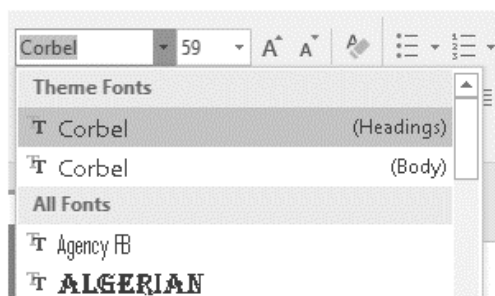 Corbel 59 A A
Theme Fonts
Corbel (Headings)
Corbel (Body)
All Fonts
Agency FB
ALGERIAN